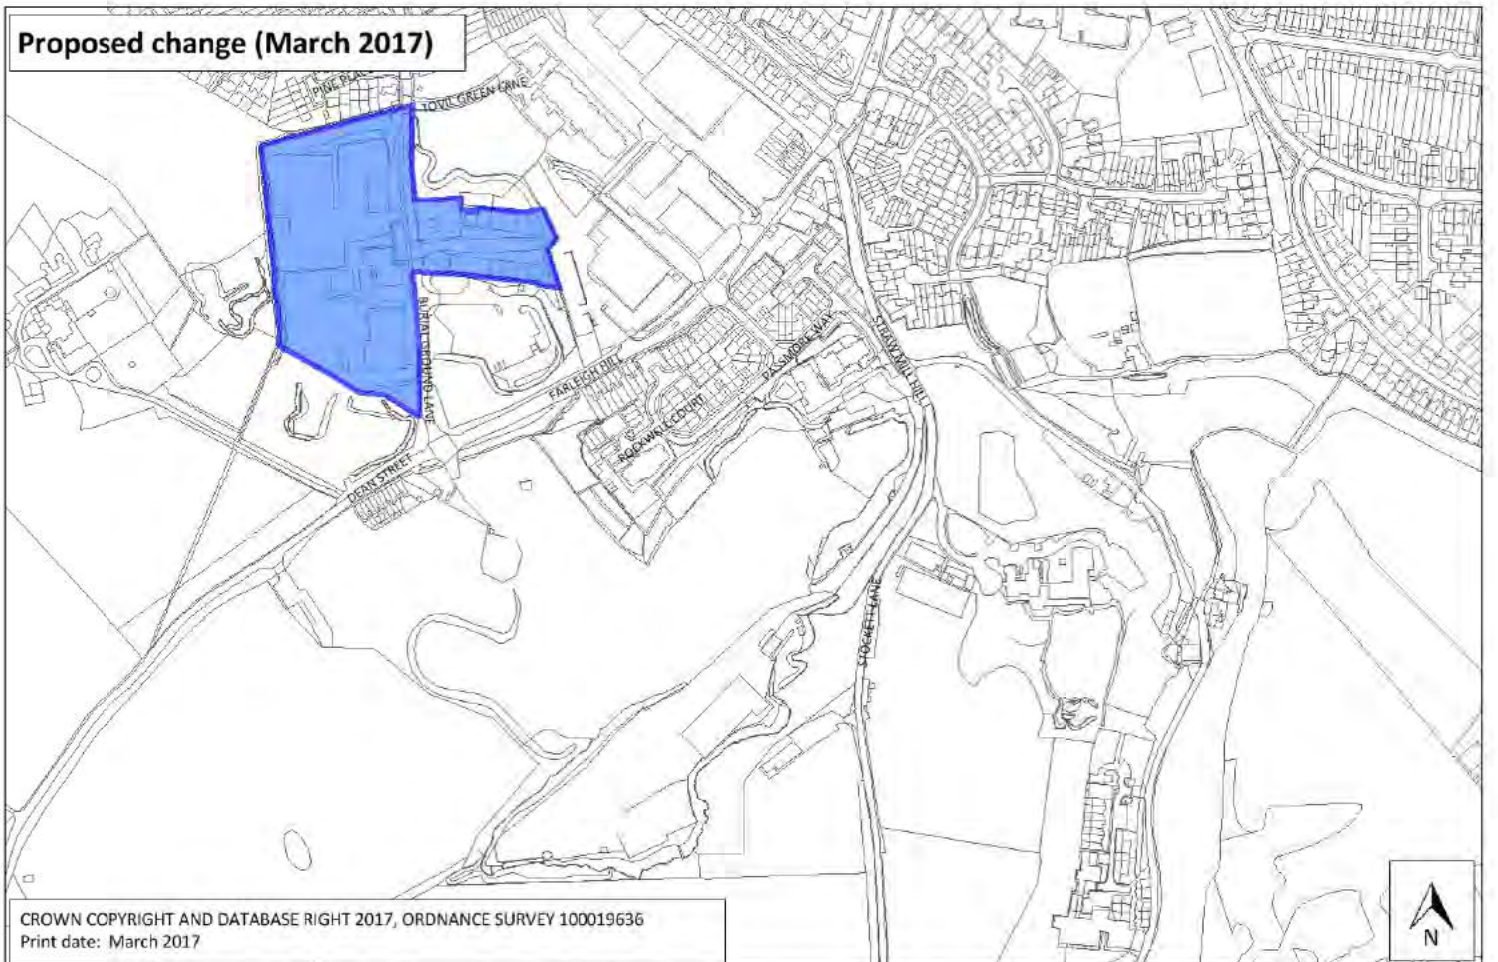 Proposed change (March 2017)
PINE PLACE
TOVIL GREEN LANE
BURIAL GROUND LANE
FARLEIGH HILL
PASSMORE WAY
STRAW MILL HILL
ROCKWELL COURT
DEAN STREET
STOCKETT LANE
CROWN COPYRIGHT AND DATABASE RIGHT 2017, ORDNANCE SURVEY 100019636
Print date: March 2017
N